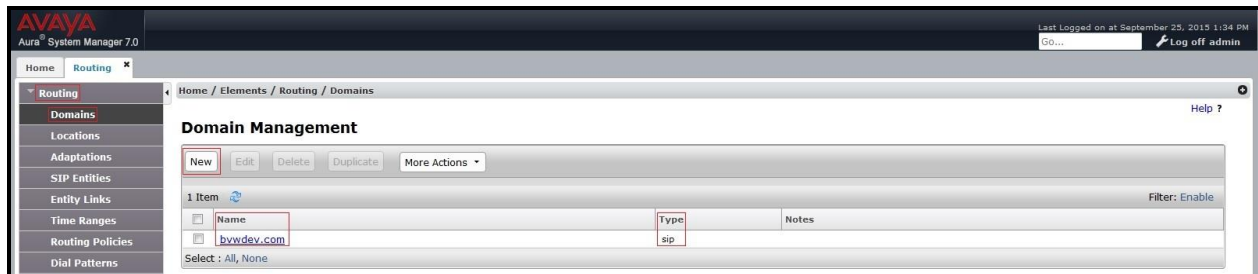 AVAYA
Aura® System Manager 7.0
Last Logged on at September 25, 2015 1:34 PM
Go...
Log off admin
Home
Routing ×
Routing
Domains
Locations
Adaptations
SIP Entities
Entity Links
Time Ranges
Routing Policies
Dial Patterns
Home / Elements / Routing / Domains
Help ?
Domain Management
New Edit Delete Duplicate More Actions
1 Item
Filter: Enable
Name Type Notes
bvwdev.com sip
Select : All, None